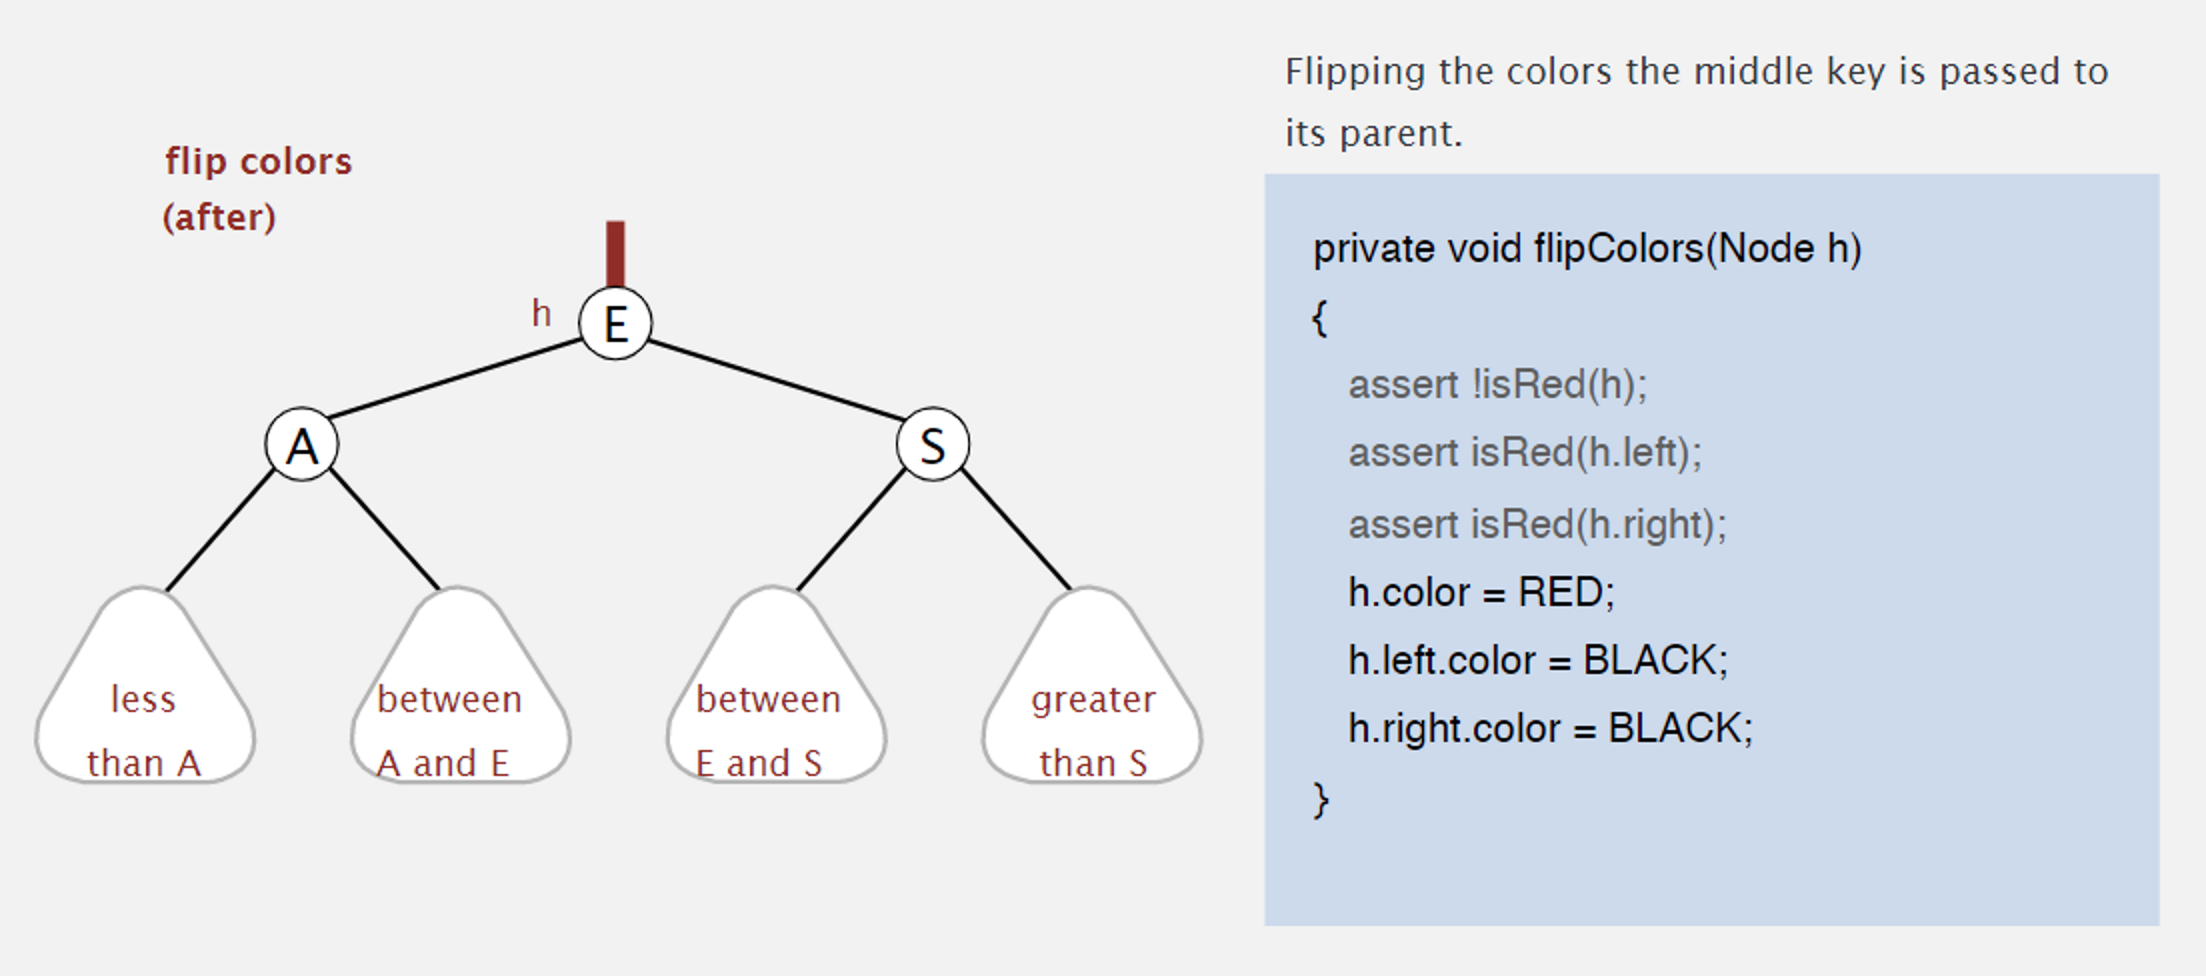 flip colors
(after)
h
E
A
S
less
than A
between
A and E
between
E and S
greater
than S
Flipping the colors the middle key is passed to
its parent.
private void flipColors(Node h)
{
assert !isRed(h);
assert isRed(h.left);
assert isRed(h.right);
h.color = RED;
h.left.color = BLACK;
h.right.color = BLACK;
}